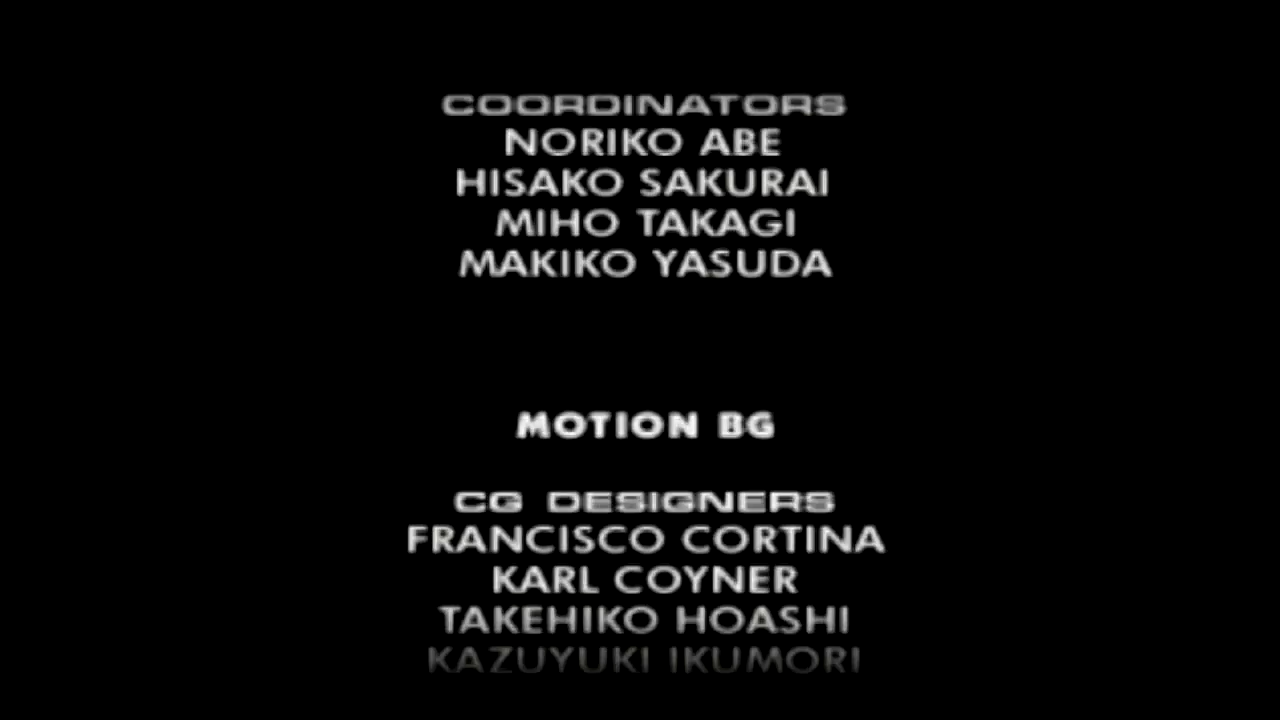 COORDINATORS
NORIKO ABE
HISAKO SAKURAI
MIHO TAKAGI
MAKIKO YASUDA
MOTION BG
CG DESIGNERS
FRANCISCO CORTINA
KARL COYNER
TAKEHIKO HOASHI
KAZUYUKI IKUMORI